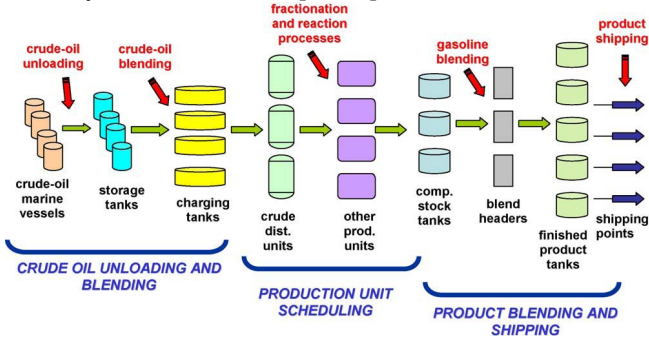 crude-oil
unloading
crude-oil
blending
fractionation
and reaction
processes
gasoline
blending
product
shipping
crude-oil
marine
vessels
storage
tanks
charging
tanks
crude
dist.
units
other
prod.
units
comp.
stock
tanks
blend
headers
finished
product
tanks
shipping
points
CRUDE OIL UNLOADING AND
BLENDING
PRODUCTION UNIT
SCHEDULING
PRODUCT BLENDING AND
SHIPPING